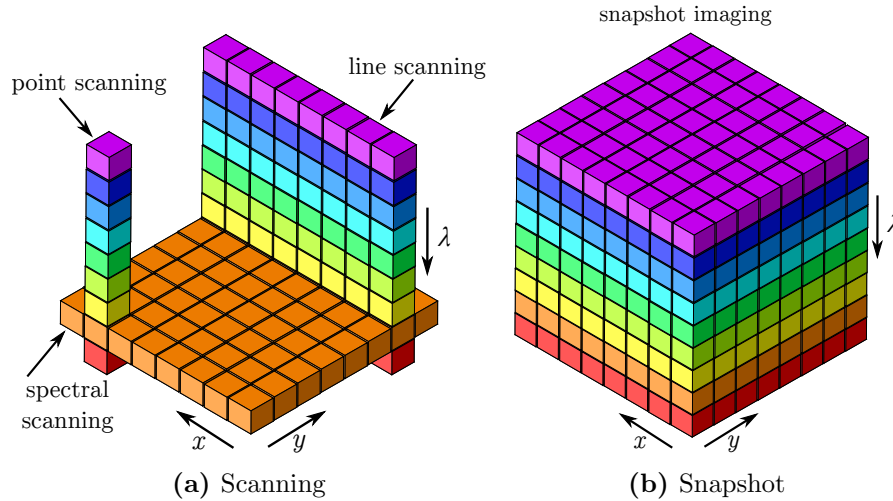 snapshot imaging
point scanning
line scanning
λ
λ
spectral
scanning
x
y
x
y
(a) Scanning
(b) Snapshot